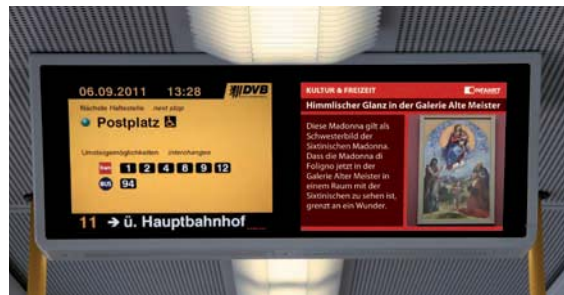 06.09.2011 13:28 DVB
Nächste Haltestelle next stop
Postplatz
Umsteigemöglichkeiten interchanges
Tram 1 2 4 6 9 12
BUS 94
11 → ü. Hauptbahnhof
KULTUR & FREIZEIT
Himmlischer Glanz in der Galerie Alte Meister
Diese Madonna gilt als
Schwesterbild der
Sixtinischen Madonna.
Dass die Madonna di
Foligno jetzt in der
Galerie Alter Meister in
einem Raum mit der
Sixtinischen zu sehen ist,
grenzt an ein Wunder.